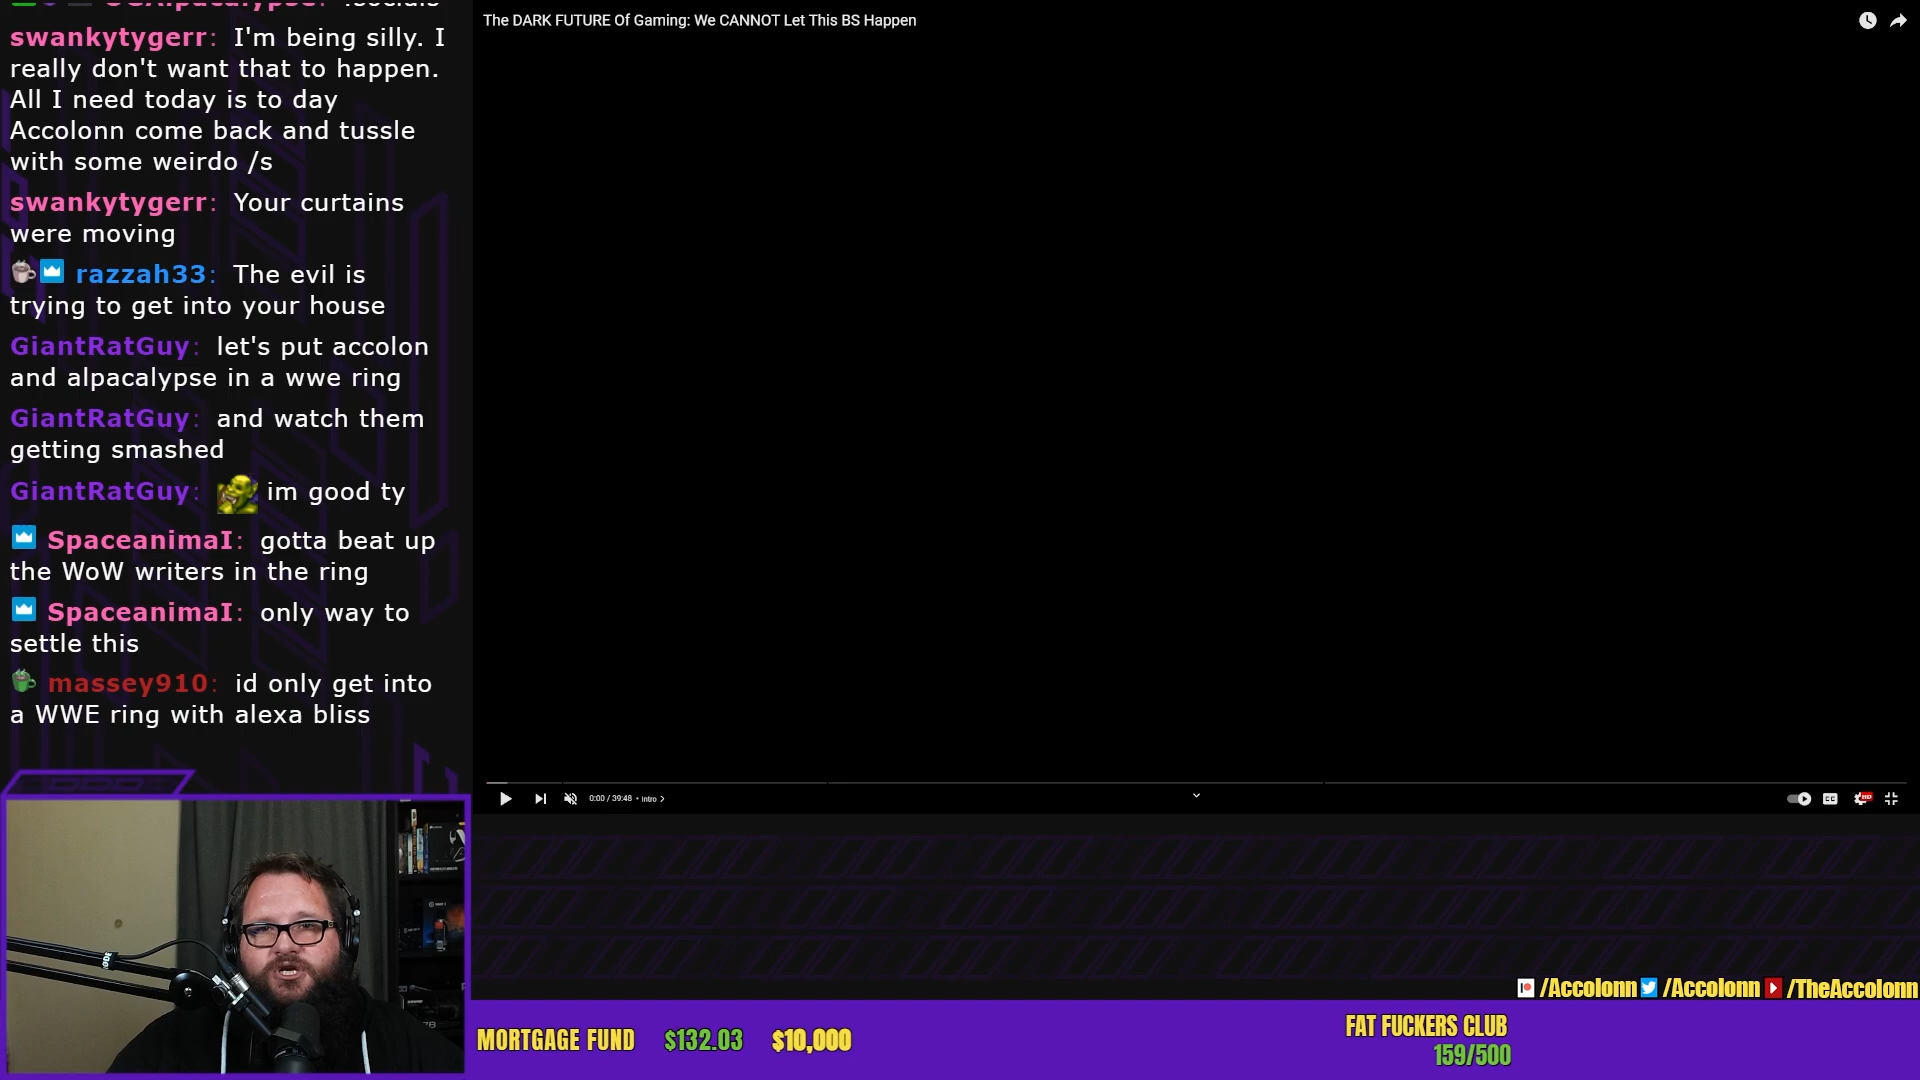 swankytygerr: I'm being silly. I
really don't want that to happen.
All I need today is to day
Accolonn come back and tussle
with some weirdo /s
swankytygerr: Your curtains
were moving
razzah33: The evil is
trying to get into your house
GiantRatGuy: let's put accolon
and alpacalypse in a wwe ring
GiantRatGuy: and watch them
getting smashed
GiantRatGuy: im good ty
SpaceanimaI: gotta beat up
the WoW writers in the ring
SpaceanimaI: only way to
settle this
massey910: id only get into
a WWE ring with alexa bliss
The DARK FUTURE Of Gaming: We CANNOT Let This BS Happen
0:00 / 39:48 • Intro
CC
HD
/Accolonn /Accolonn /TheAccolonn
MORTGAGE FUND $132.03 $10,000
FAT FUCKERS CLUB
159/500